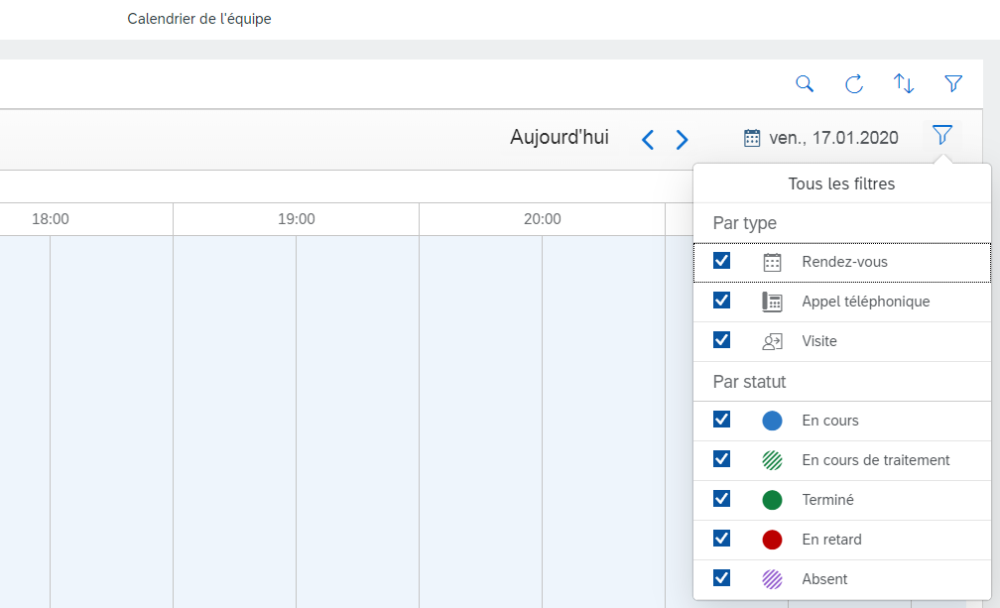 Calendrier de l'équipe
Aujourd'hui
ven., 17.01.2020
Tous les filtres
18:00
19:00
20:00
Par type
Rendez-vous
Appel téléphonique
Visite
Par statut
En cours
En cours de traitement
Terminé
En retard
Absent